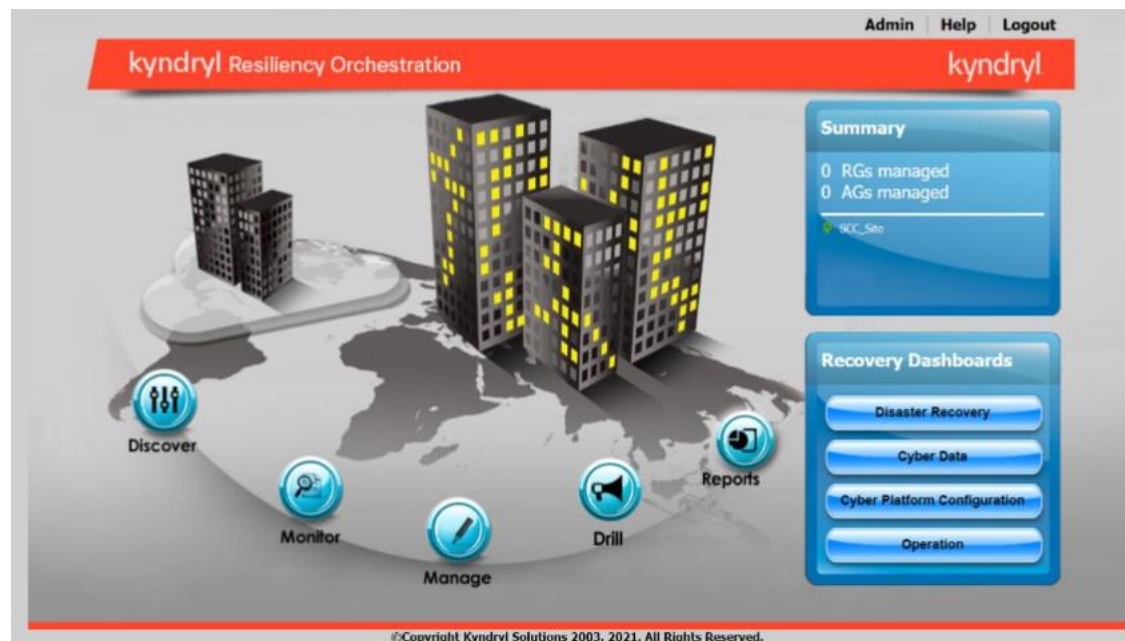 Admin Help Logout
kyndryl Resiliency Orchestration
kyndryl.
Summary
0 RGs managed
0 AGs managed
SCC_Site
Recovery Dashboards
Disaster Recovery
Cyber Data
Cyber Platform Configuration
Operation
Discover
Monitor
Manage
Drill
Reports
©Copyright Kyndryl Solutions 2003, 2021. All Rights Reserved.